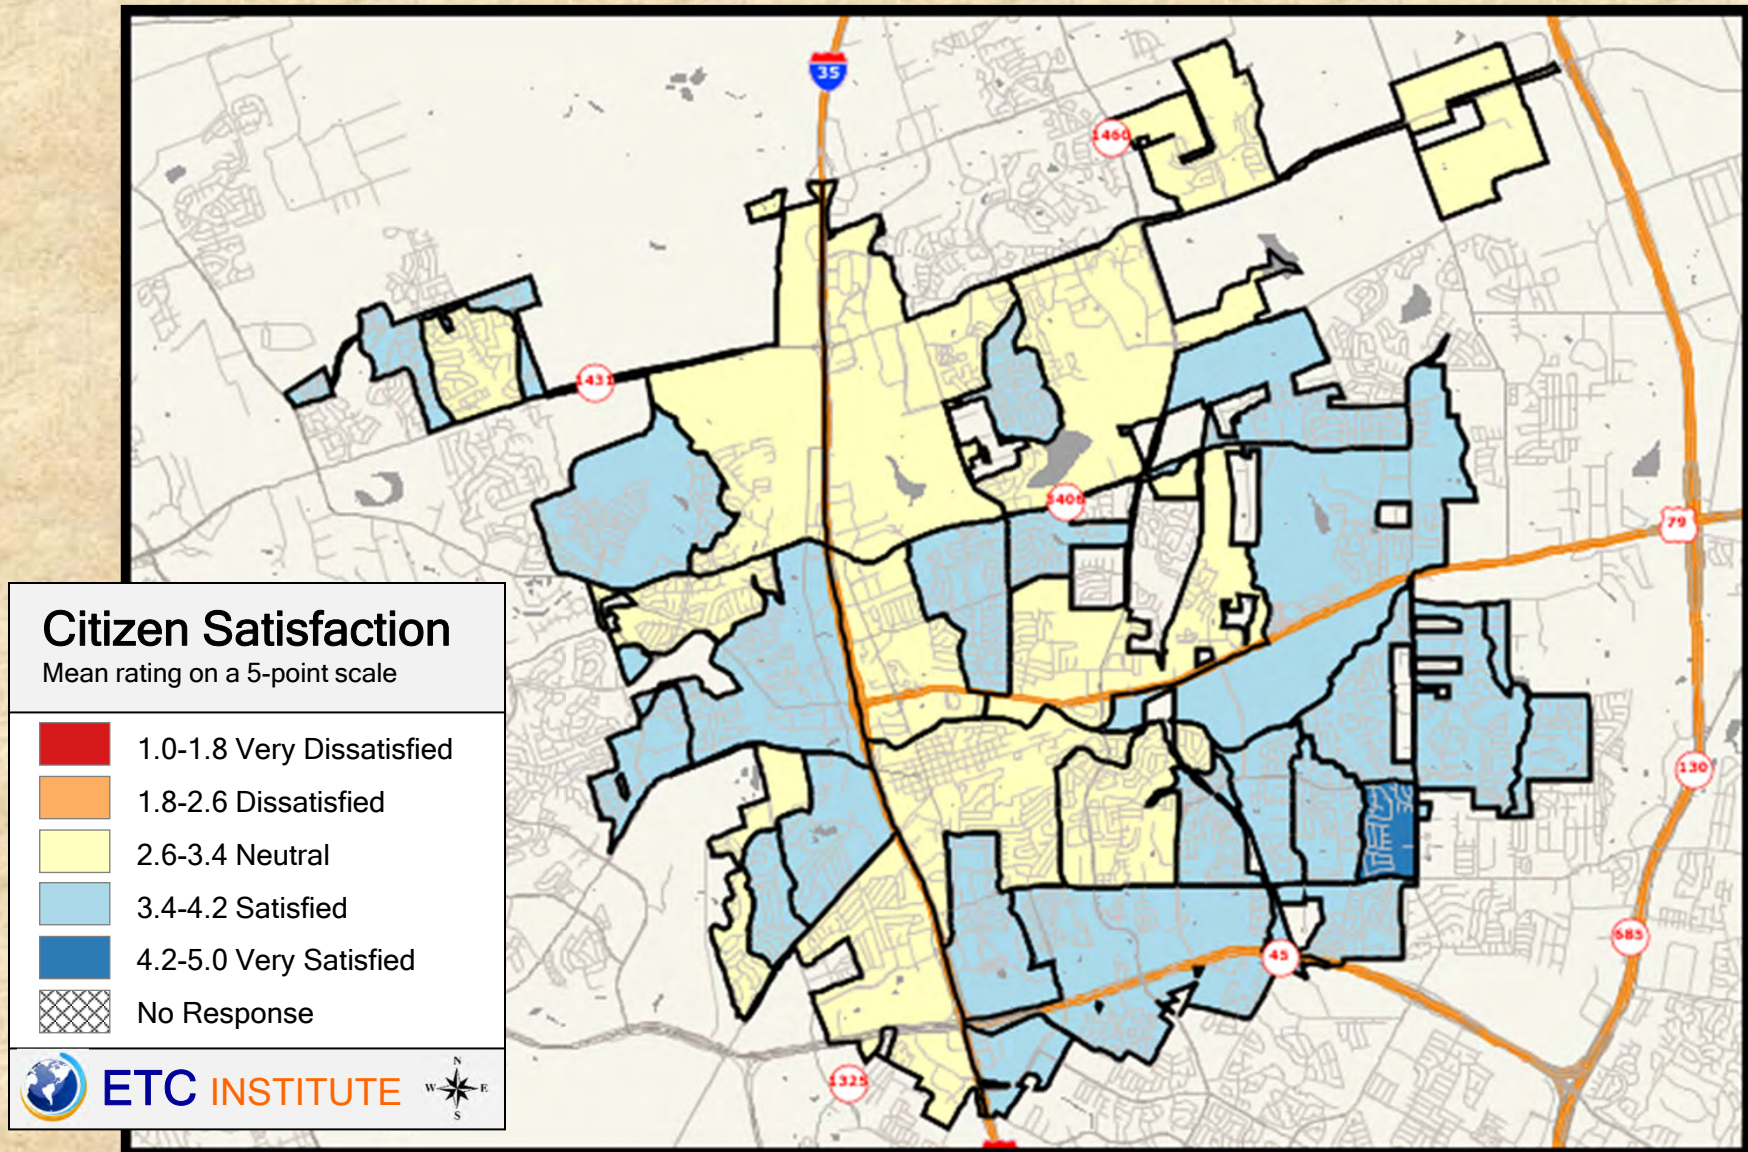 35
1460
1431
3406
79
Citizen Satisfaction
Mean rating on a 5-point scale
1.0-1.8 Very Dissatisfied
1.8-2.6 Dissatisfied
2.6-3.4 Neutral
3.4-4.2 Satisfied
4.2-5.0 Very Satisfied
No Response
130
685
45
1325
ETC INSTITUTE
N
W E
S